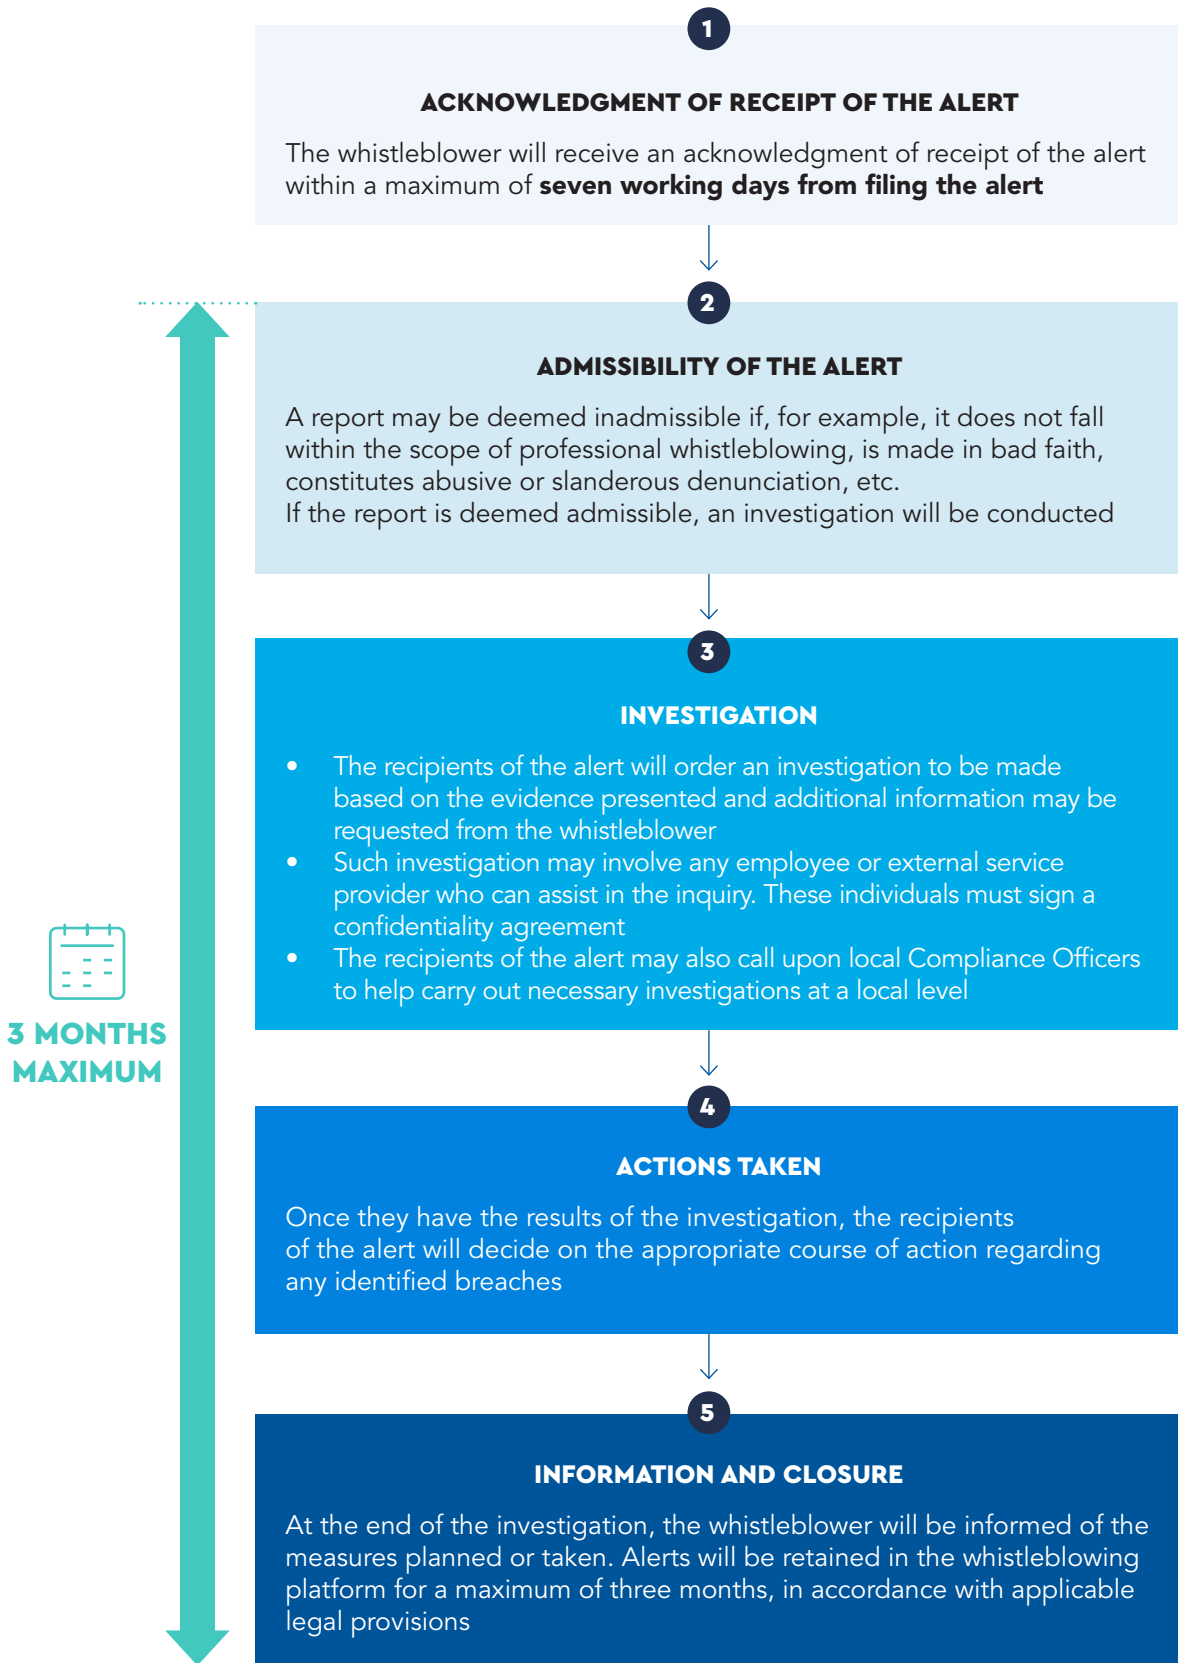 1
ACKNOWLEDGMENT OF RECEIPT OF THE ALERT
The whistleblower will receive an acknowledgment of receipt of the alert
within a maximum of seven working days from filing the alert
2
ADMISSIBILITY OF THE ALERT
A report may be deemed inadmissible if, for example, it does not fall
within the scope of professional whistleblowing, is made in bad faith,
constitutes abusive or slanderous denunciation, etc.
If the report is deemed admissible, an investigation will be conducted
3
INVESTIGATION
• The recipients of the alert will order an investigation to be made
based on the evidence presented and additional information may be
requested from the whistleblower
• Such investigation may involve any employee or external service
provider who can assist in the inquiry. These individuals must sign a
confidentiality agreement
• The recipients of the alert may also call upon local Compliance Officers
to help carry out necessary investigations at a local level
3 MONTHS
MAXIMUM
4
ACTIONS TAKEN
Once they have the results of the investigation, the recipients
of the alert will decide on the appropriate course of action regarding
any identified breaches
5
INFORMATION AND CLOSURE
At the end of the investigation, the whistleblower will be informed of the
measures planned or taken. Alerts will be retained in the whistleblowing
platform for a maximum of three months, in accordance with applicable
legal provisions